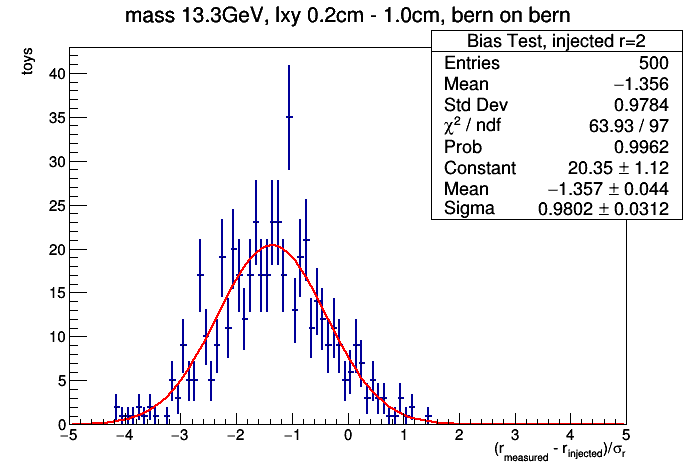 mass 13.3GeV, lxy 0.2cm - 1.0cm, bern on bern
Bias Test, injected r=2
Entries 500
Mean −1.356
Std Dev 0.9784
χ² / ndf 63.93 / 97
Prob 0.9962
Constant 20.35 ± 1.12
Mean −1.357 ± 0.044
Sigma 0.9802 ± 0.0312
toys
40
35
30
25
20
15
10
5
0
−5 −4 −3 −2 −1 0 1 2 3 4 5
(r_measured - r_injected)/σ_r